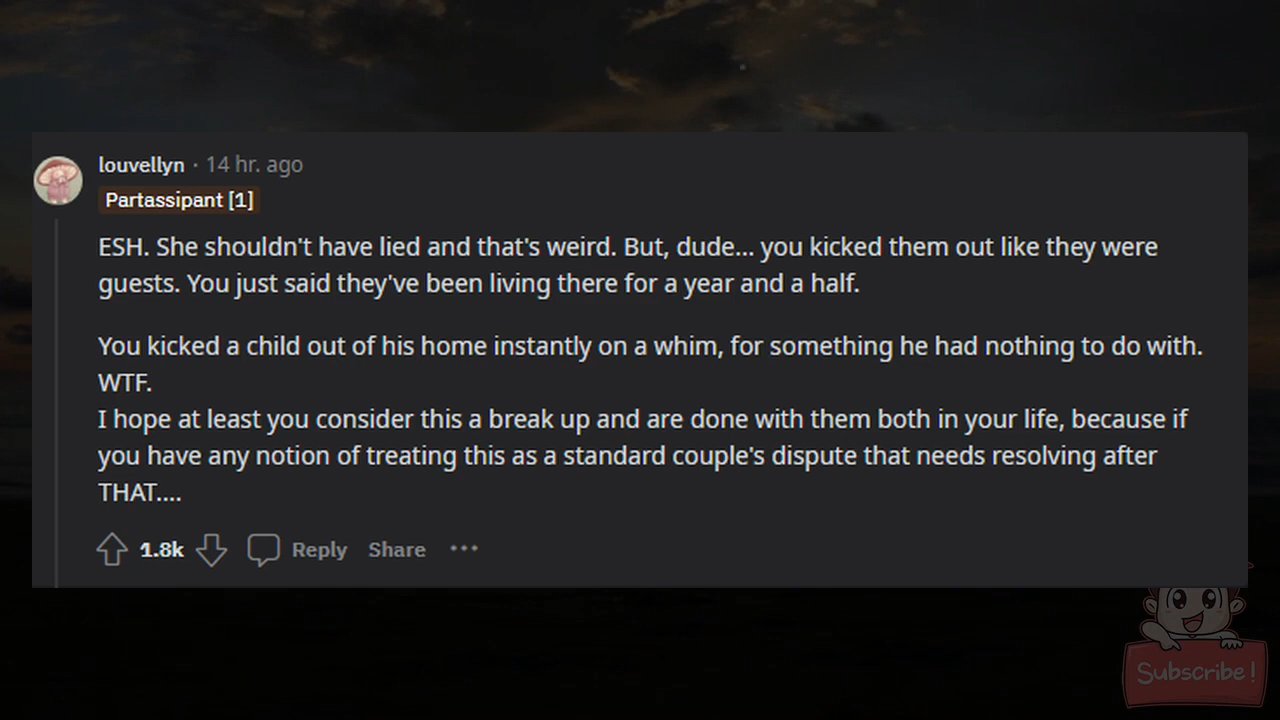 louvellyn · 14 hr. ago
Partassipant [1]
ESH. She shouldn't have lied and that's weird. But, dude... you kicked them out like they were
guests. You just said they've been living there for a year and a half.
You kicked a child out of his home instantly on a whim, for something he had nothing to do with.
WTF.
I hope at least you consider this a break up and are done with them both in your life, because if
you have any notion of treating this as a standard couple's dispute that needs resolving after
THAT....
1.8k Reply Share ···
Subscribe!